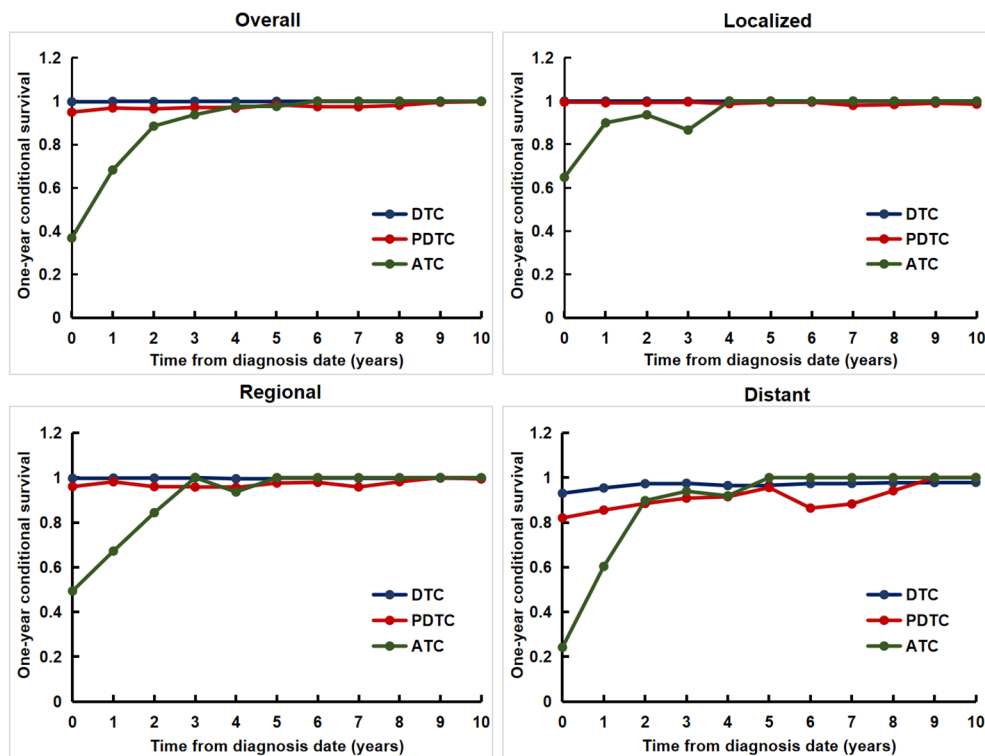 Overall
One-year conditional survival
1.2
1
0.8
0.6
0.4
0.2
0
DTC
PDTC
ATC
0 1 2 3 4 5 6 7 8 9 10
Time from diagnosis date (years)
Localized
One-year conditional survival
1.2
1
0.8
0.6
0.4
0.2
0
DTC
PDTC
ATC
0 1 2 3 4 5 6 7 8 9 10
Time from diagnosis date (years)
Regional
One-year conditional survival
1.2
1
0.8
0.6
0.4
0.2
0
DTC
PDTC
ATC
0 1 2 3 4 5 6 7 8 9 10
Time from diagnosis date (years)
Distant
One-year conditional survival
1.2
1
0.8
0.6
0.4
0.2
0
DTC
PDTC
ATC
0 1 2 3 4 5 6 7 8 9 10
Time from diagnosis date (years)